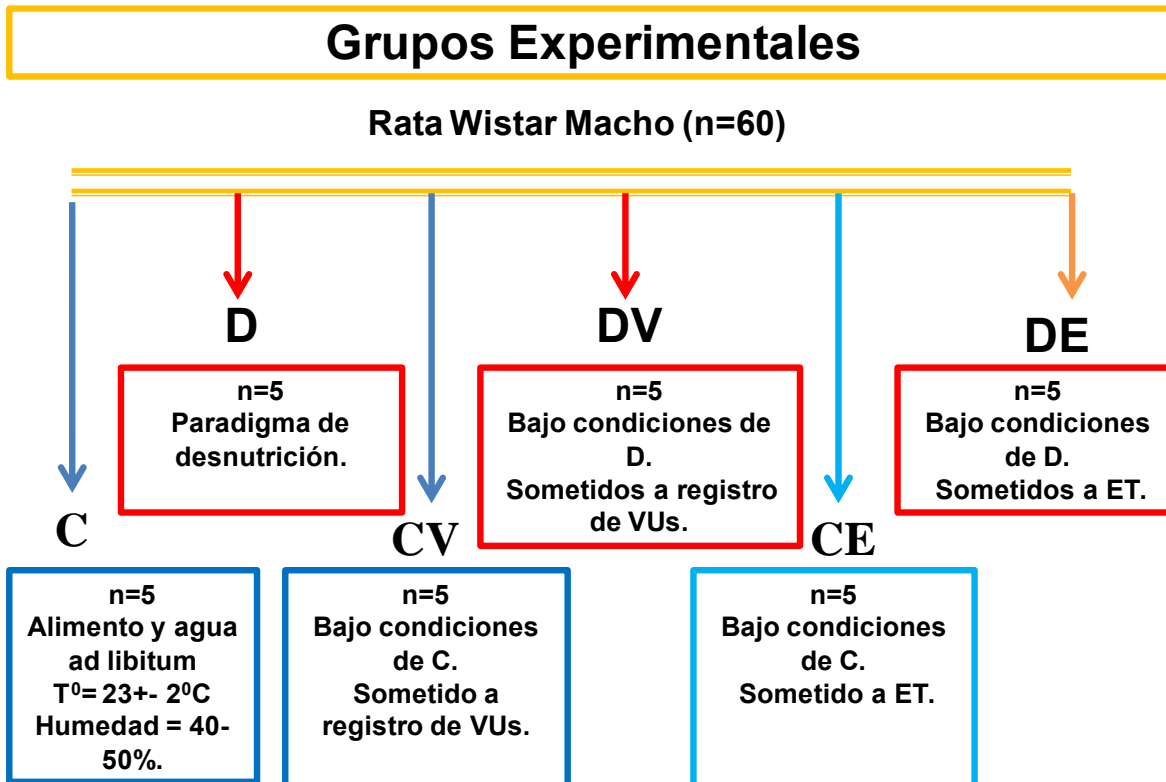 Grupos Experimentales
Rata Wistar Macho (n=60)
D
n=5
Paradigma de
desnutrición.
DV
n=5
Bajo condiciones de
D.
Sometidos a registro
de VUs.
DE
n=5
Bajo condiciones
de D.
Sometidos a ET.
C
n=5
Alimento y agua
ad libitum
T⁰= 23+- 2⁰C
Humedad = 40-
50%.
CV
n=5
Bajo condiciones
de C.
Sometido a
registro de VUs.
CE
n=5
Bajo condiciones
de C.
Sometido a ET.